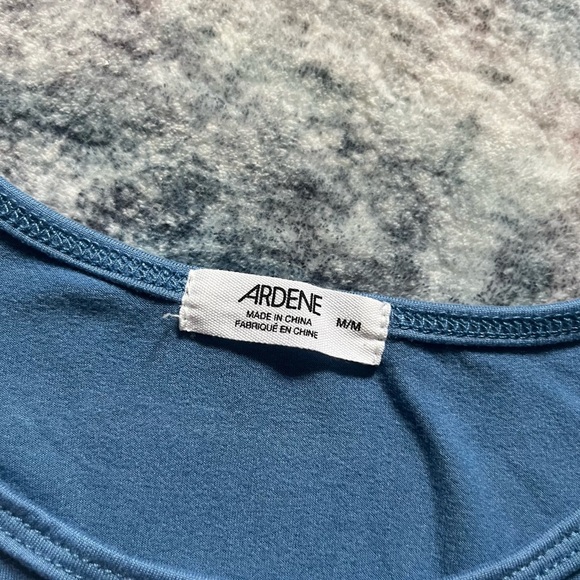 ARDENE
MADE IN CHINA
FABRIQUÉ EN CHINE
M/M